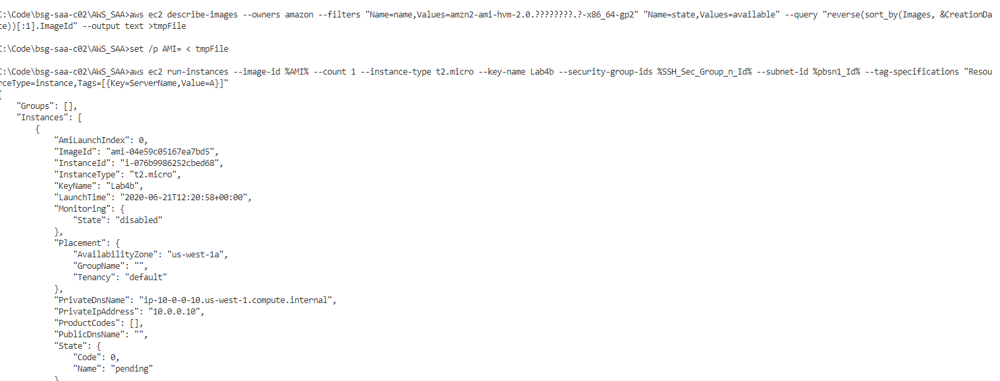 C:\Code\bsg-saa-c02\AWS_SAA>aws ec2 describe-images --owners amazon --filters "Name=name,Values=amzn2-ami-hvm-2.0.????????.?-x86_64-gp2" "Name=state,Values=available" --query "reverse(sort_by(Images, &CreationDa
te))[:1].ImageId" --output text >tmpFile
C:\Code\bsg-saa-c02\AWS_SAA>set /p AMI= < tmpFile
C:\Code\bsg-saa-c02\AWS_SAA>aws ec2 run-instances --image-id %AMI% --count 1 --instance-type t2.micro --key-name Lab4b --security-group-ids %SSH_Sec_Group_n_Id% --subnet-id %pbsn1_Id% --tag-specifications "Resou
rceType=instance,Tags=[{Key=ServerName,Value=A}]"
{
    "Groups": [],
    "Instances": [
        {
            "AmiLaunchIndex": 0,
            "ImageId": "ami-04e59c05167ea7bd5",
            "InstanceId": "i-076b9986252cbed68",
            "InstanceType": "t2.micro",
            "KeyName": "Lab4b",
            "LaunchTime": "2020-06-21T12:20:58+00:00",
            "Monitoring": {
                "State": "disabled"
            },
            "Placement": {
                "AvailabilityZone": "us-west-1a",
                "GroupName": "",
                "Tenancy": "default"
            },
            "PrivateDnsName": "ip-10-0-0-10.us-west-1.compute.internal",
            "PrivateIpAddress": "10.0.0.10",
            "ProductCodes": [],
            "PublicDnsName": "",
            "State": {
                "Code": 0,
                "Name": "pending"
            }